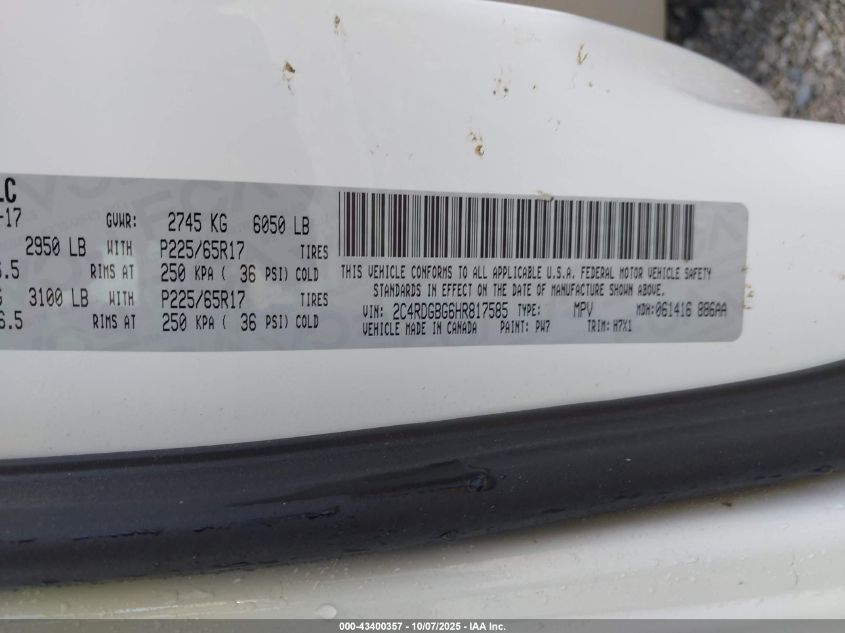 LC
-17 GVWR: 2745 KG 6050 LB
2950 LB WITH P225/65R17 TIRES
6.5 RIMS AT 250 KPA ( 36 PSI) COLD
G 3100 LB WITH P225/65R17 TIRES
6.5 RIMS AT 250 KPA ( 36 PSI) COLD
THIS VEHICLE CONFORMS TO ALL APPLICABLE U.S.A. FEDERAL MOTOR VEHICLE SAFETY
STANDARDS IN EFFECT ON THE DATE OF MANUFACTURE SHOWN ABOVE.
VIN: 2C4RDGBG6HR817585 TYPE: MPV MDH:061416 886AA
VEHICLE MADE IN CANADA PAINT: PW7 TRIM: H7X1
000-43400357 - 10/07/2025 - IAA Inc.